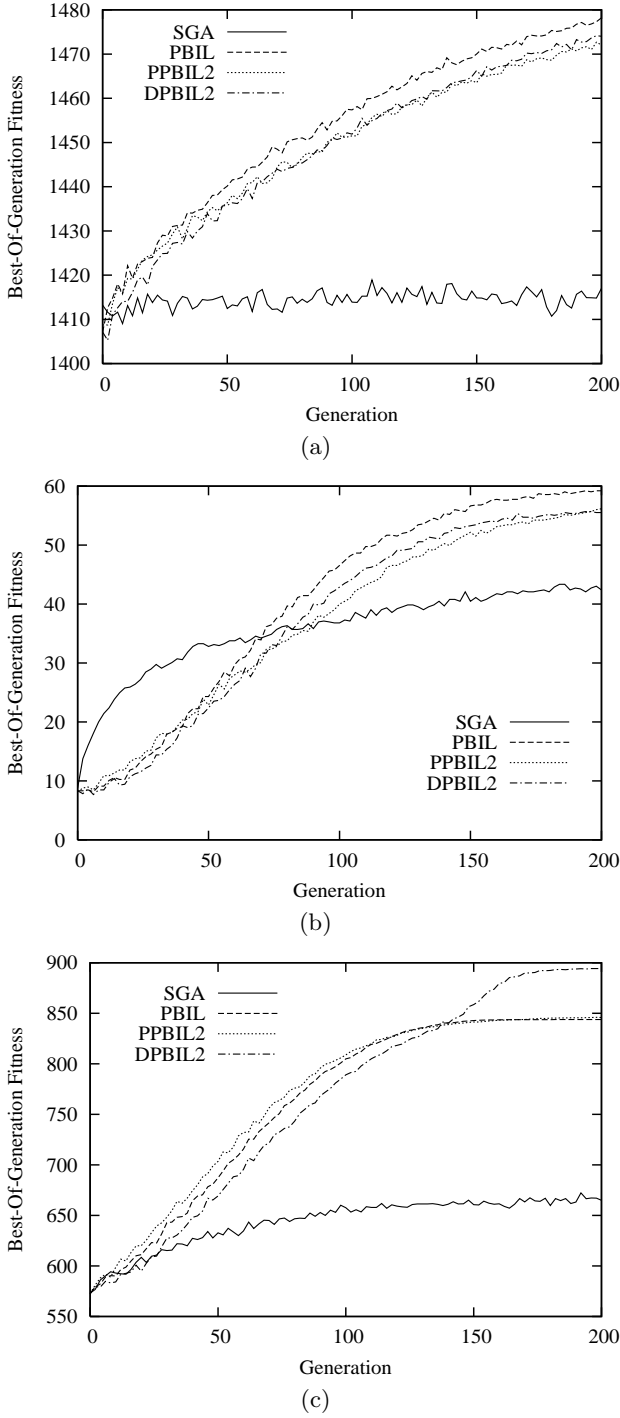 1480
1470
1460
1450
1440
1430
1420
1410
1400
Best-Of-Generation Fitness
SGA
PBIL
PPBIL2
DPBIL2
0 50 100 150 200
Generation
(a)
60
50
40
30
20
10
0
Best-Of-Generation Fitness
SGA
PBIL
PPBIL2
DPBIL2
0 50 100 150 200
Generation
(b)
900
850
800
750
700
650
600
550
Best-Of-Generation Fitness
SGA
PBIL
PPBIL2
DPBIL2
0 50 100 150 200
Generation
(c)